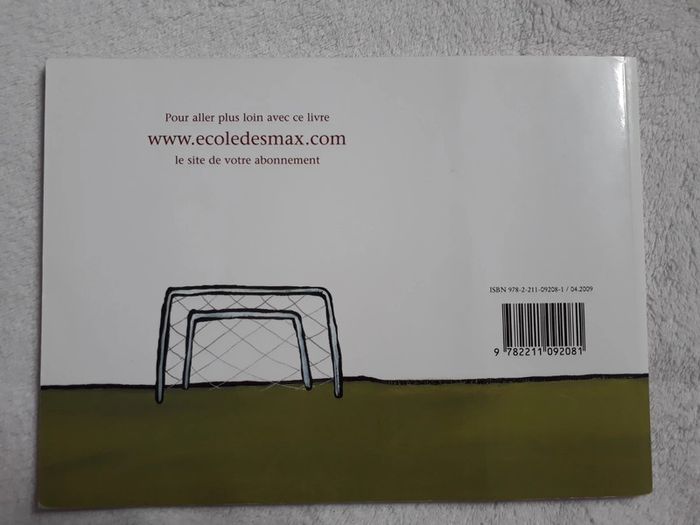 Pour aller plus loin avec ce livre
www.ecoledesmax.com
le site de votre abonnement
ISBN 978-2-211-09208-1 / 04.2009
9 782211 092081